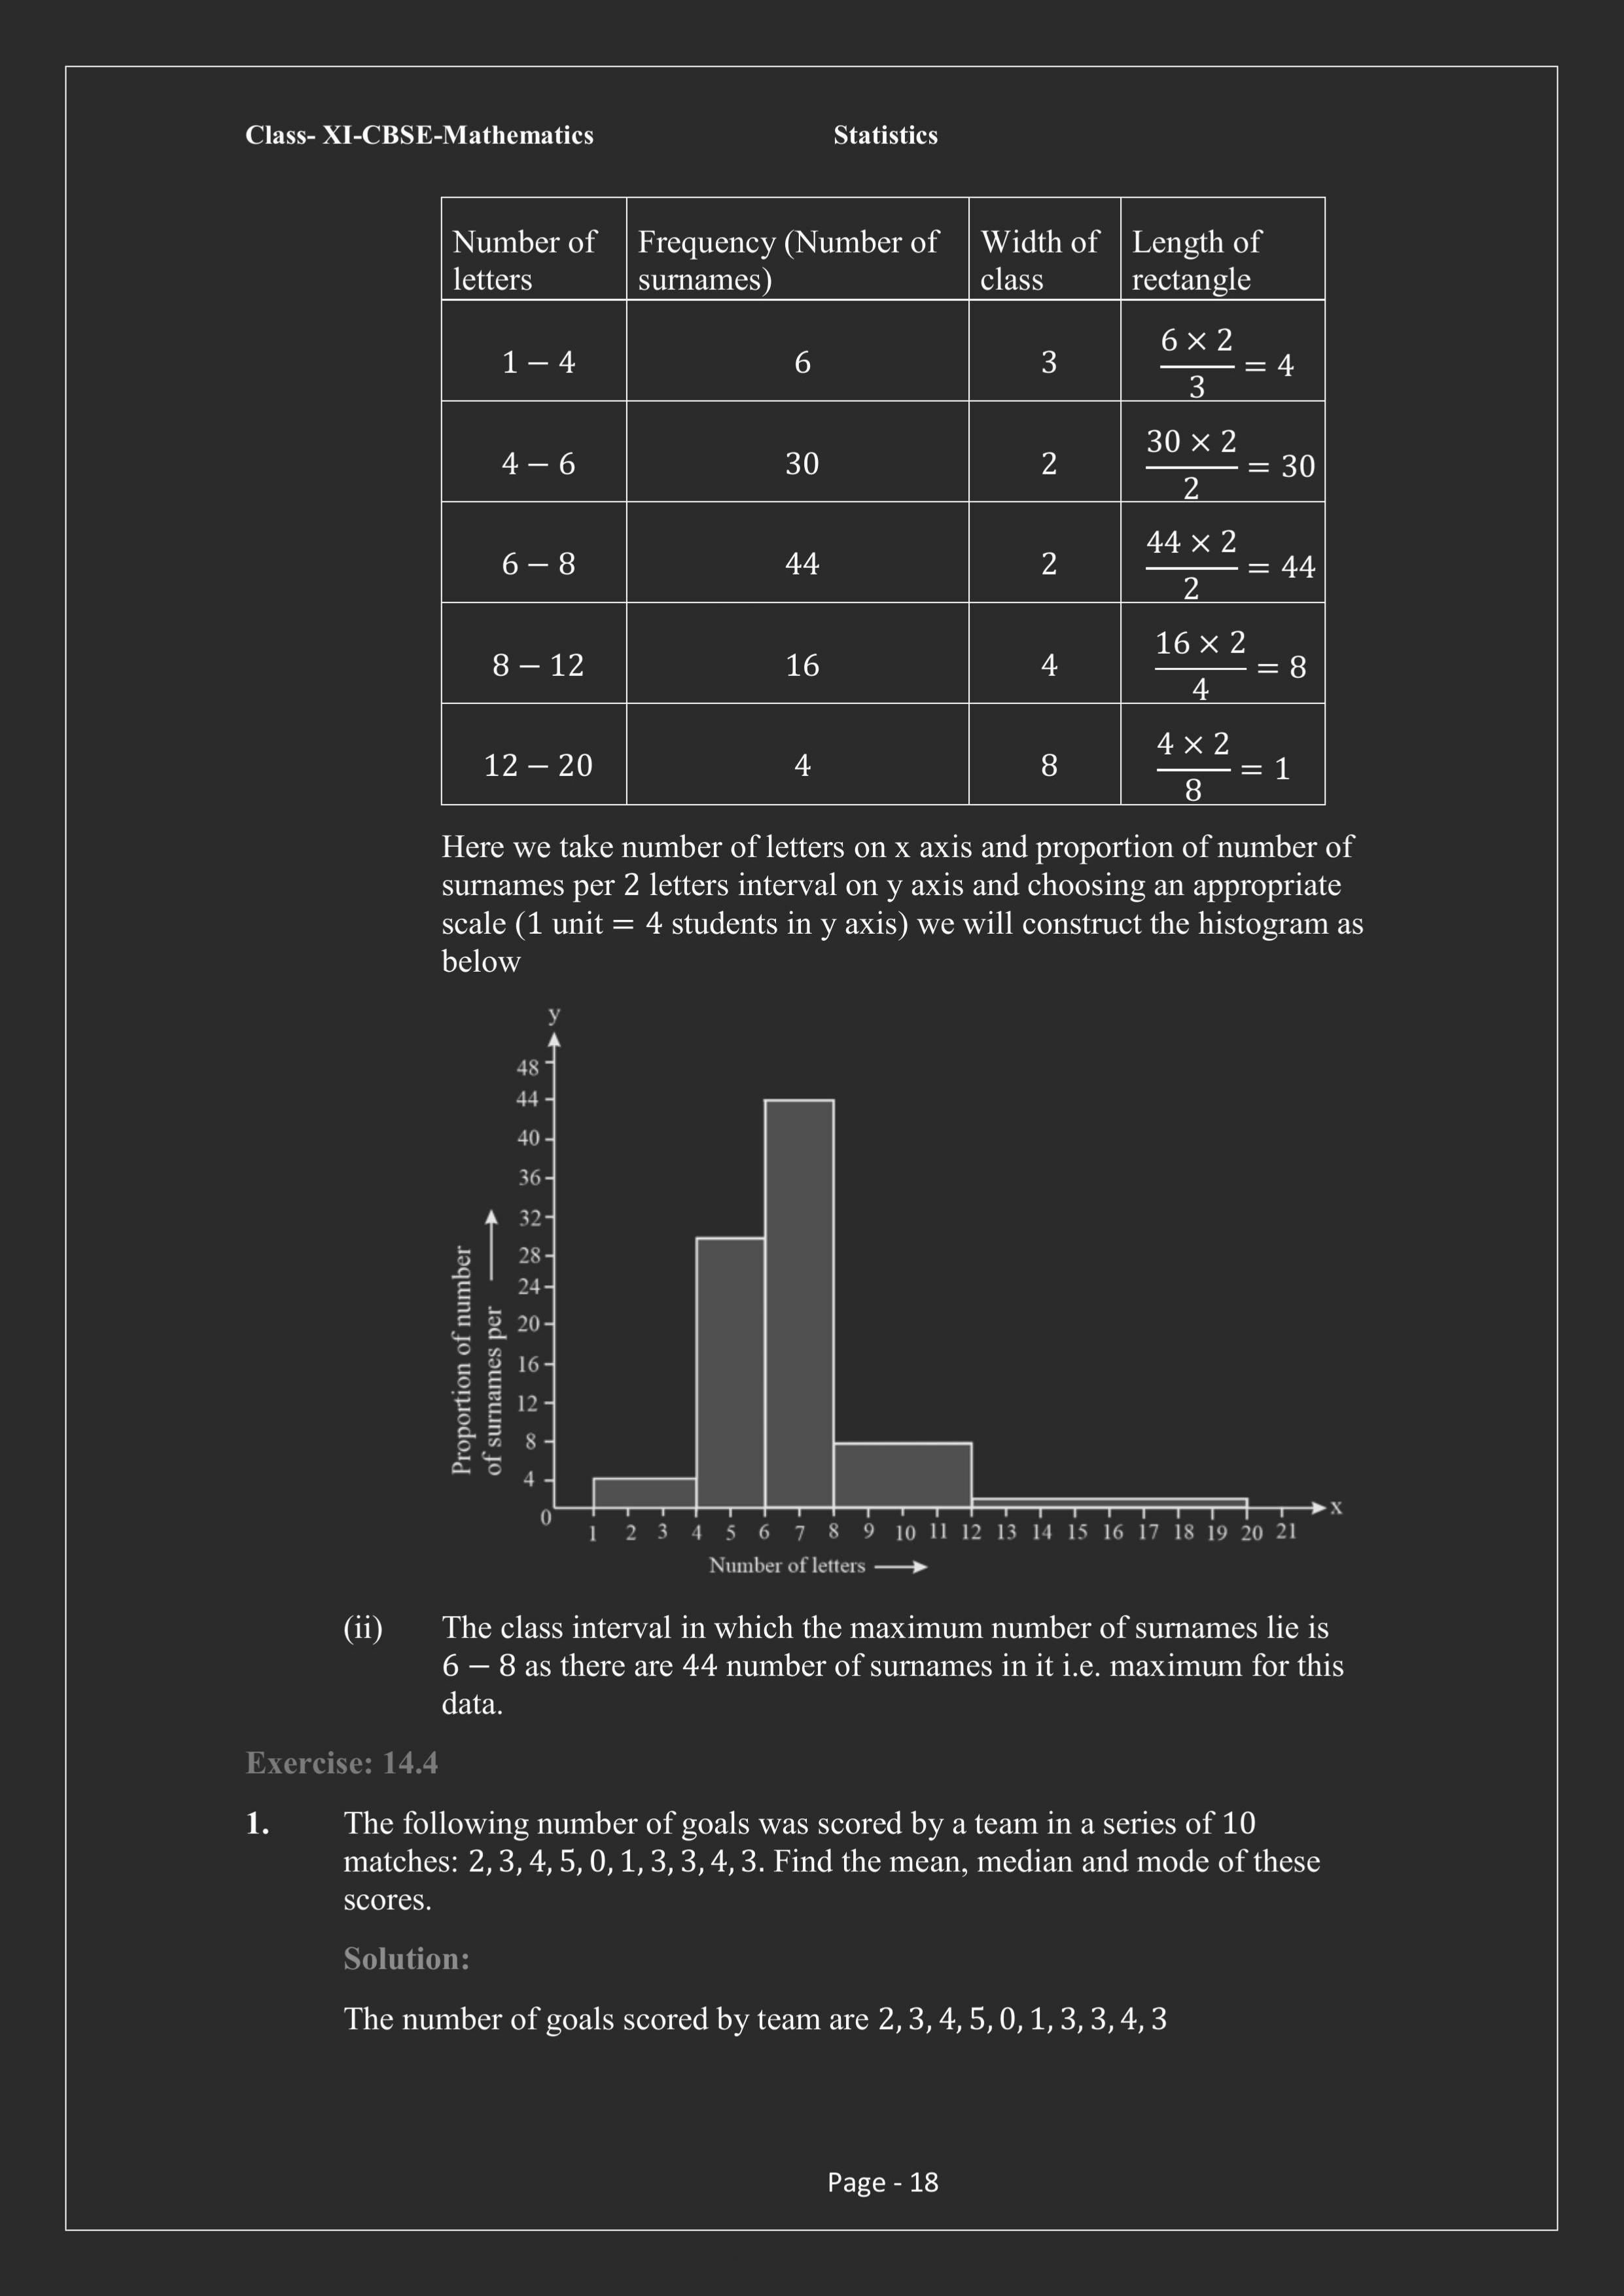 Class- XI-CBSE-Mathematics Statistics
Number of letters Frequency (Number of surnames) Width of class Length of rectangle
1 − 4 6 3 6 × 2 / 3 = 4
4 − 6 30 2 30 × 2 / 2 = 30
6 − 8 44 2 44 × 2 / 2 = 44
8 − 12 16 4 16 × 2 / 4 = 8
12 − 20 4 8 4 × 2 / 8 = 1
Here we take number of letters on x axis and proportion of number of
surnames per 2 letters interval on y axis and choosing an appropriate
scale (1 unit = 4 students in y axis) we will construct the histogram as
below
y
48
44
40
36
32
28
24
20
16
12
8
4
0
Proportion of number
of surnames per
1 2 3 4 5 6 7 8 9 10 11 12 13 14 15 16 17 18 19 20 21
x
Number of letters
(ii) The class interval in which the maximum number of surnames lie is
6 − 8 as there are 44 number of surnames in it i.e. maximum for this
data.
Exercise: 14.4
1. The following number of goals was scored by a team in a series of 10
matches: 2, 3, 4, 5, 0, 1, 3, 3, 4, 3. Find the mean, median and mode of these
scores.
Solution:
The number of goals scored by team are 2, 3, 4, 5, 0, 1, 3, 3, 4, 3
Page - 18